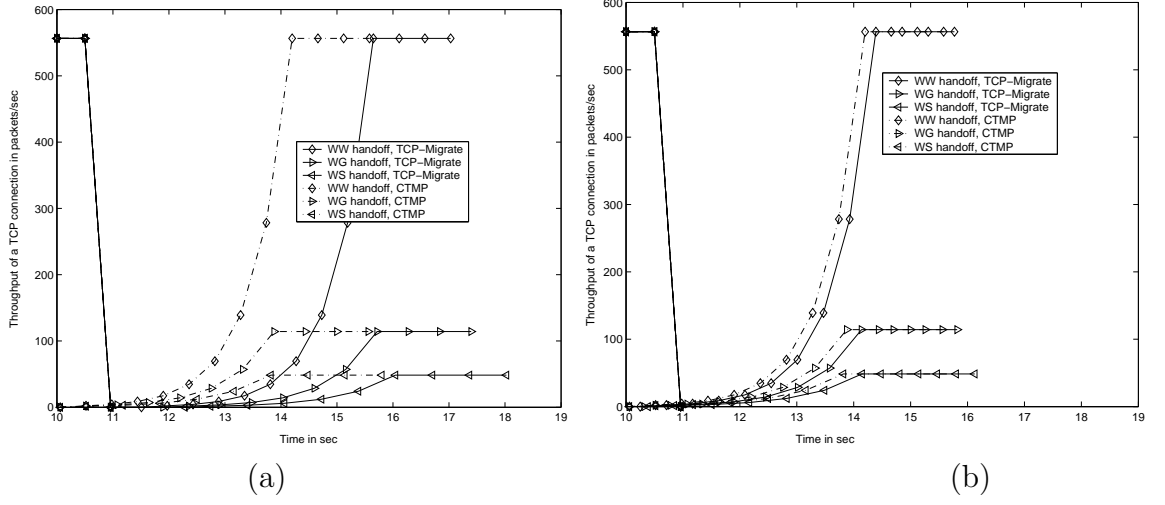 600
500
400
300
200
100
0
10 11 12 13 14 15 16 17 18 19
Time in sec
Throughput of a TCP connection in packets/sec
WW handoff, TCP−Migrate
WG handoff, TCP−Migrate
WS handoff, TCP−Migrate
WW handoff, CTMP
WG handoff, CTMP
WS handoff, CTMP
(a)
600
500
400
300
200
100
0
10 11 12 13 14 15 16 17 18 19
Time in sec
Throughput of a TCP connection in packets/sec
WW handoff, TCP−Migrate
WG handoff, TCP−Migrate
WS handoff, TCP−Migrate
WW handoff, CTMP
WG handoff, CTMP
WS handoff, CTMP
(b)